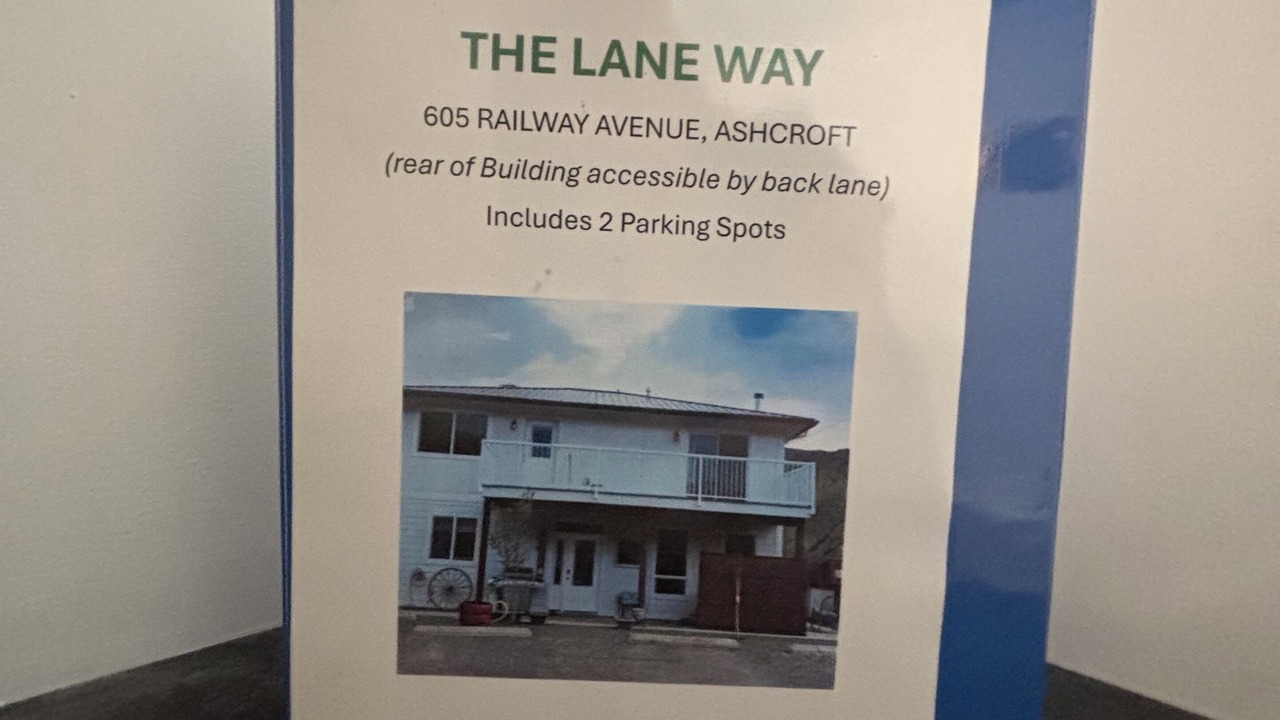 THE LANE WAY
605 RAILWAY AVENUE, ASHCROFT
(rear of Building accessible by back lane)
Includes 2 Parking Spots